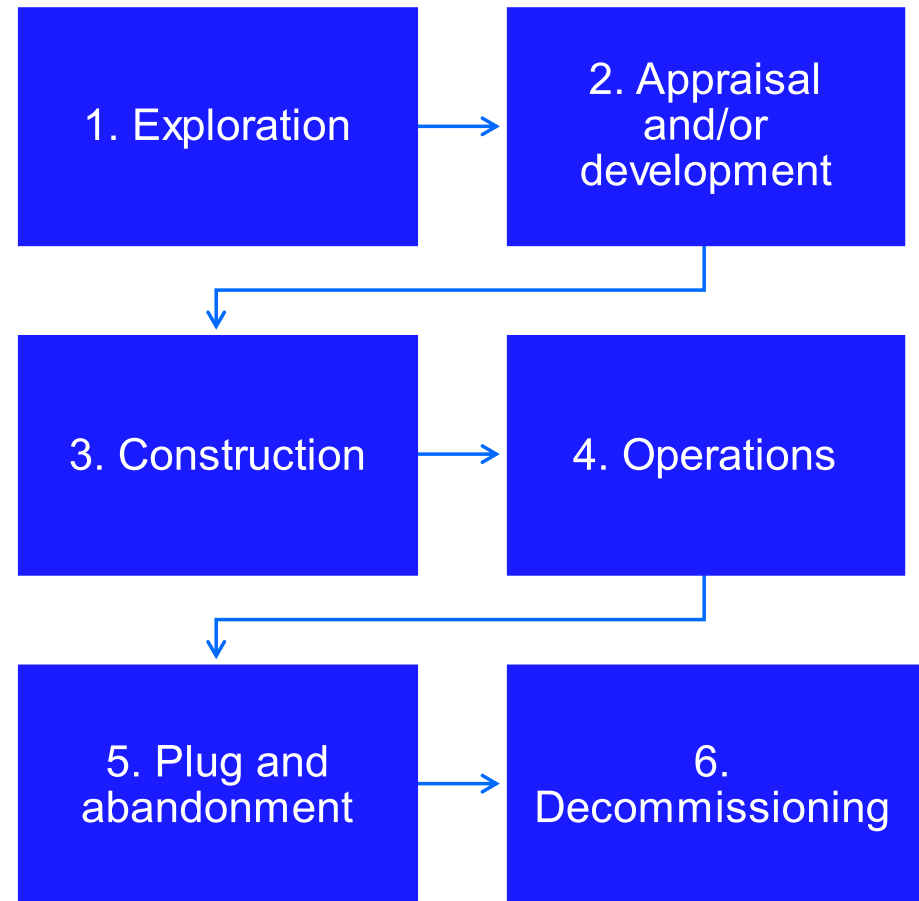 1. Exploration
2. Appraisal
and/or
development
3. Construction
4. Operations
5. Plug and
abandonment
6.
Decommissioning